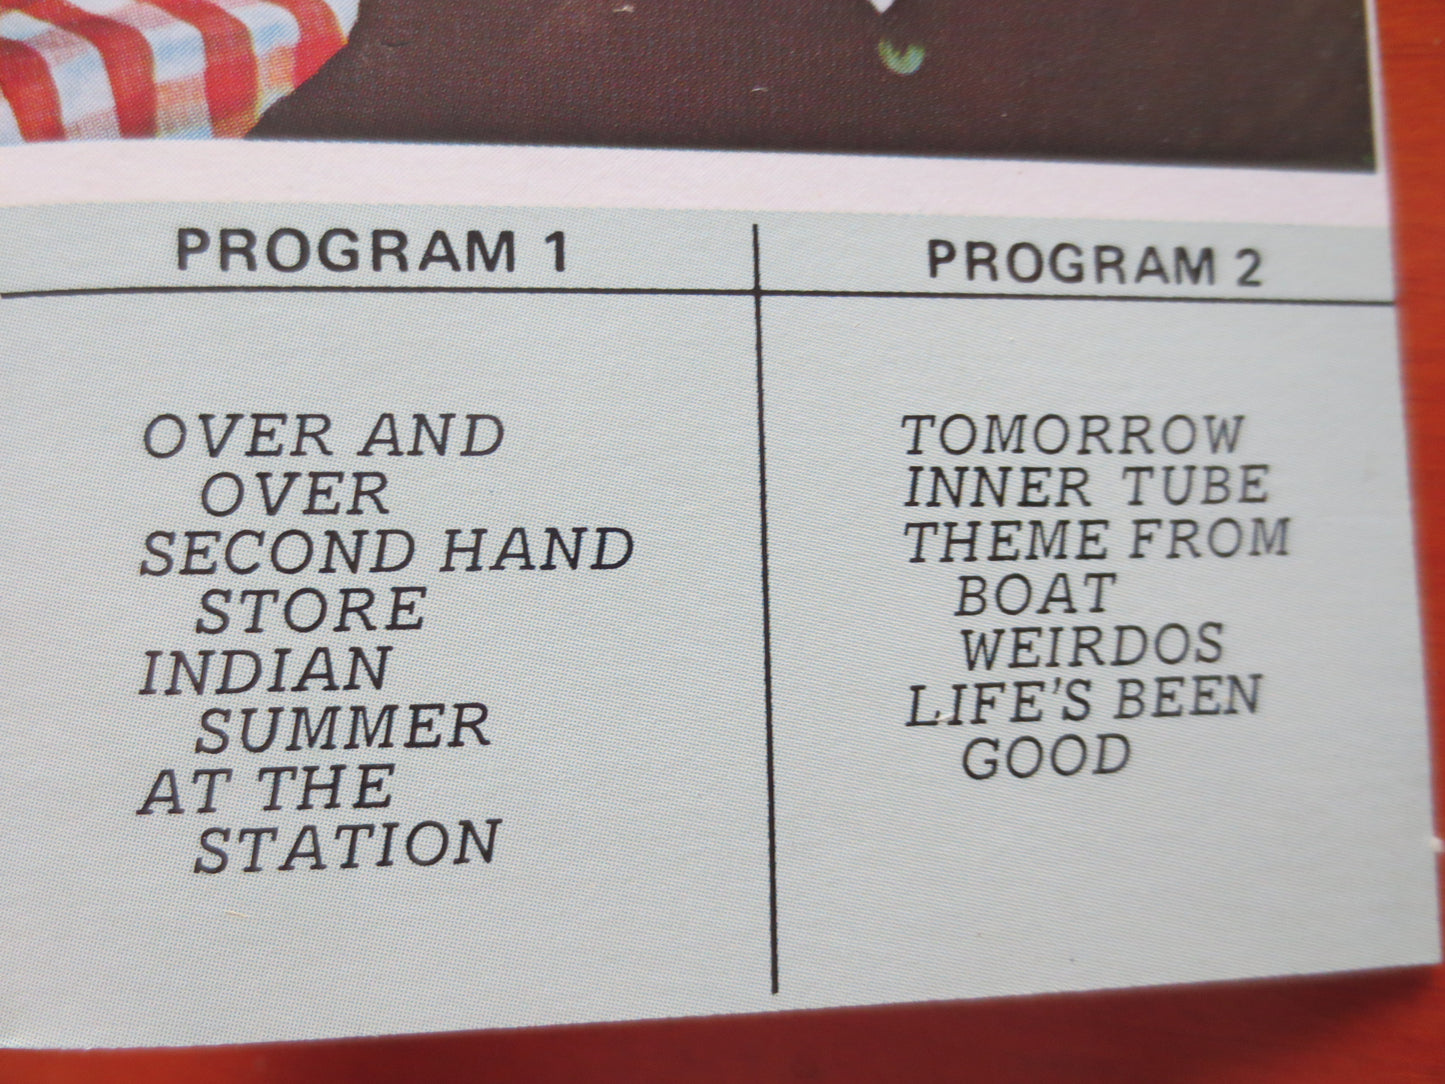 PROGRAM 1
OVER AND
OVER
SECOND HAND
STORE
INDIAN
SUMMER
AT THE
STATION
PROGRAM 2
TOMORROW
INNER TUBE
THEME FROM
BOAT
WEIRDOS
LIFE'S BEEN
GOOD